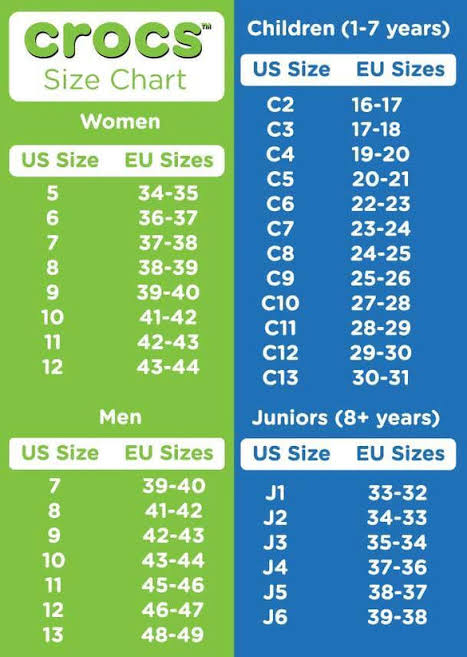 crocs™
Size Chart
Women
US Size EU Sizes
5 34-35
6 36-37
7 37-38
8 38-39
9 39-40
10 41-42
11 42-43
12 43-44
Men
US Size EU Sizes
7 39-40
8 41-42
9 42-43
10 43-44
11 45-46
12 46-47
13 48-49
Children (1-7 years)
US Size EU Sizes
C2 16-17
C3 17-18
C4 19-20
C5 20-21
C6 22-23
C7 23-24
C8 24-25
C9 25-26
C10 27-28
C11 28-29
C12 29-30
C13 30-31
Juniors (8+ years)
US Size EU Sizes
J1 33-32
J2 34-33
J3 35-34
J4 37-36
J5 38-37
J6 39-38